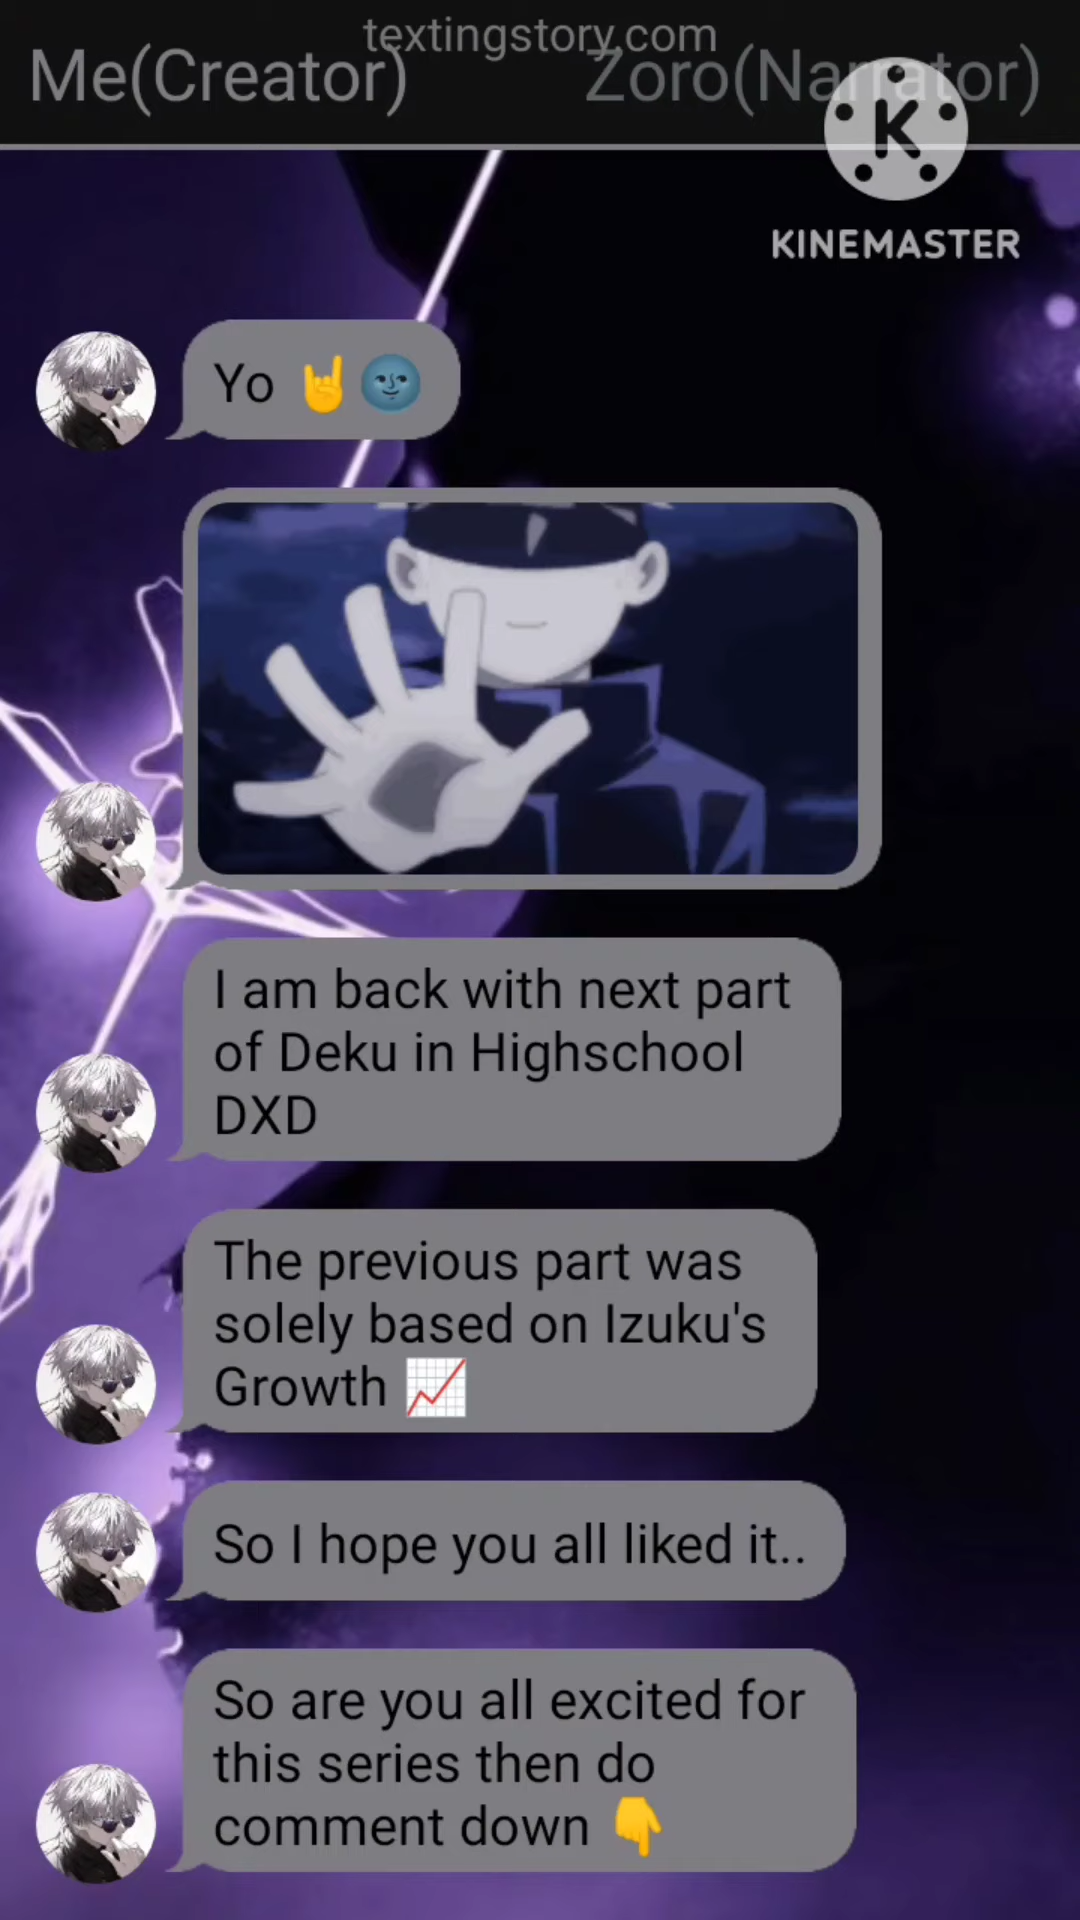 textingstory.com
Me(Creator) Zoro(Narrator)
K
KINEMASTER
Yo 🤘🌚
I am back with next part
of Deku in Highschool
DXD
The previous part was
solely based on Izuku's
Growth 📈
So I hope you all liked it..
So are you all excited for
this series then do
comment down 👇